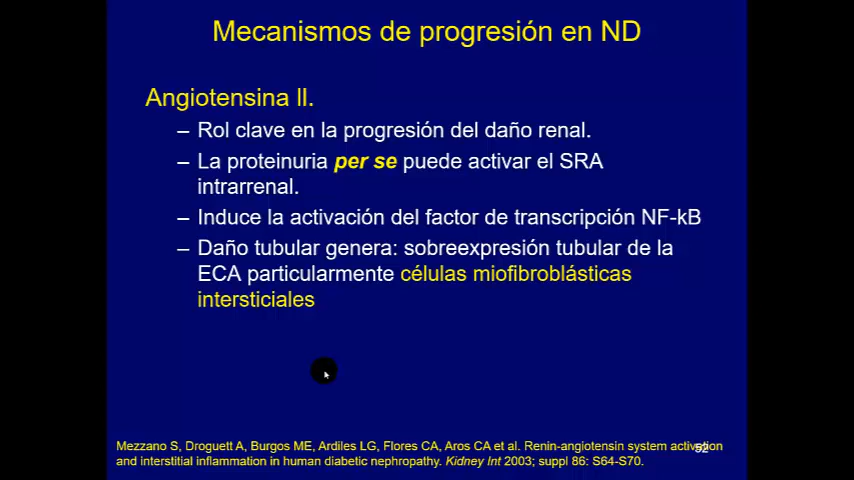 Mecanismos de progresión en ND
Angiotensina II.
– Rol clave en la progresión del daño renal.
– La proteinuria per se puede activar el SRA
intrarrenal.
– Induce la activación del factor de transcripción NF-kB
– Daño tubular genera: sobreexpresión tubular de la
ECA particularmente células miofibroblásticas
intersticiales
Mezzano S, Droguett A, Burgos ME, Ardiles LG, Flores CA, Aros CA et al. Renin-angiotensin system activation
and interstitial inflammation in human diabetic nephropathy. Kidney Int 2003; suppl 86: S64-S70.
52